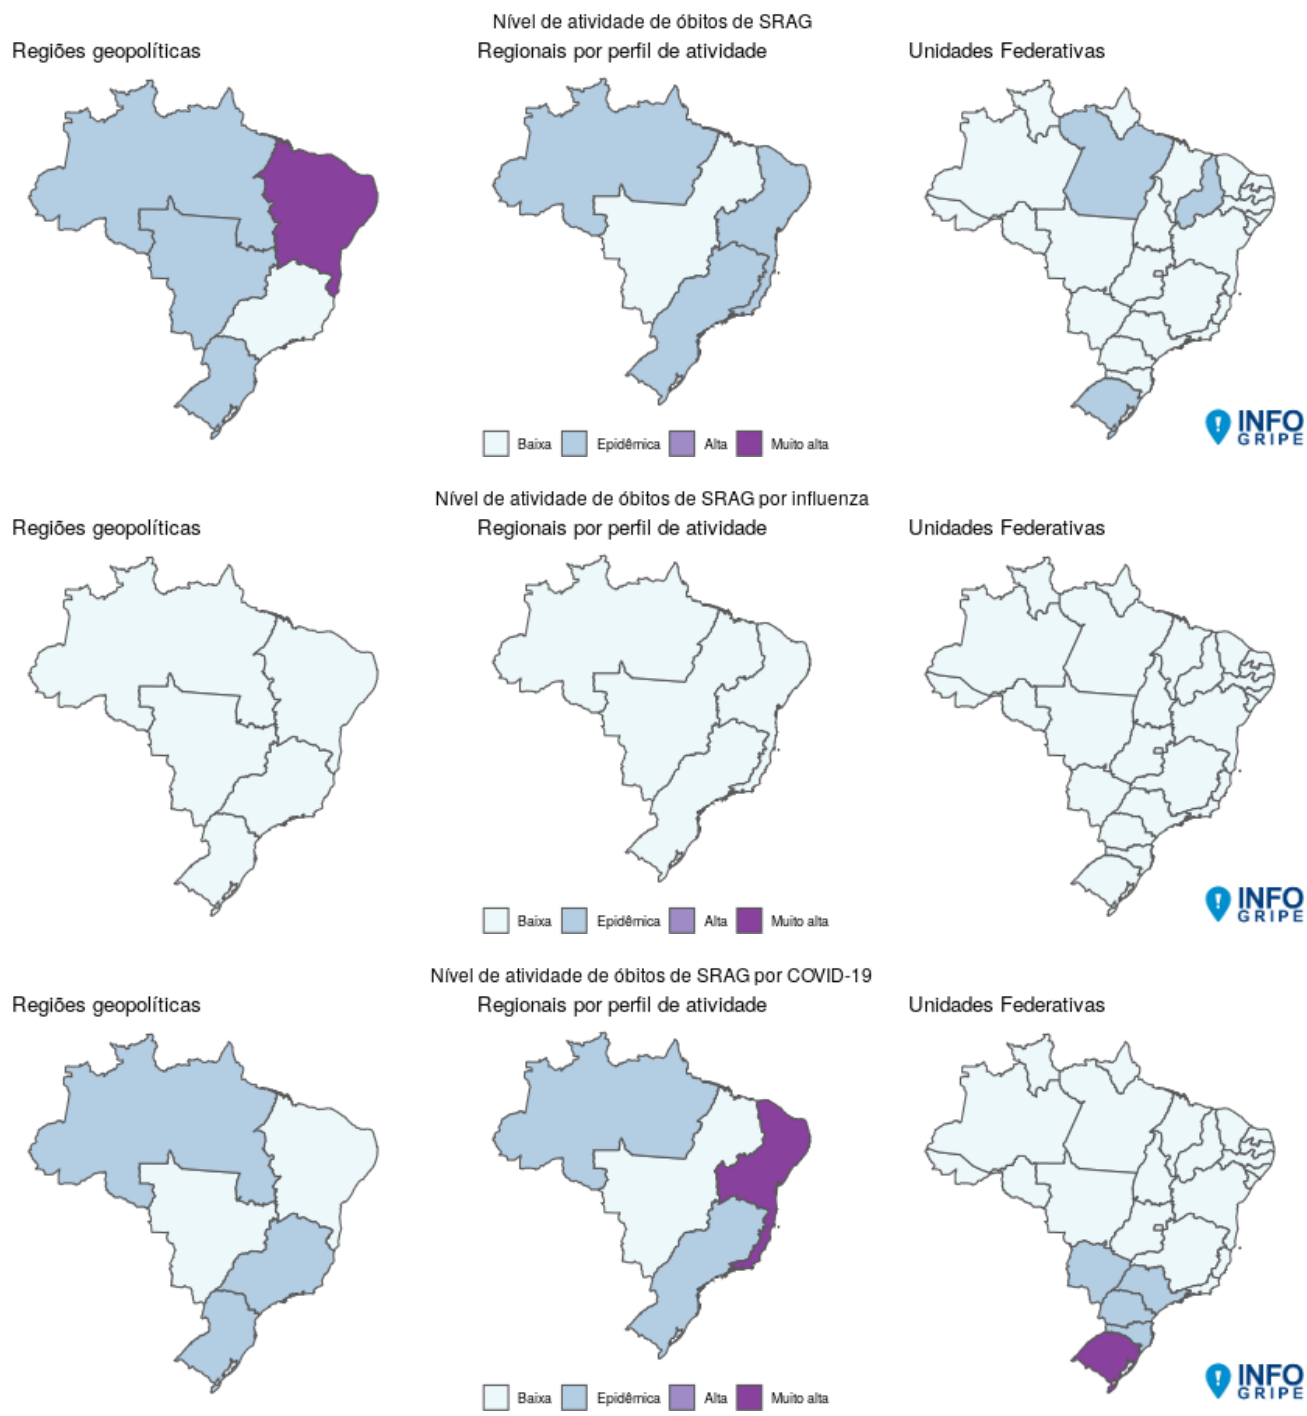 Nível de atividade de óbitos de SRAG
Regiões geopolíticas
Regionais por perfil de atividade
Unidades Federativas
Baixa
Epidêmica
Alta
Muito alta
INFO
GRIPE
Nível de atividade de óbitos de SRAG por influenza
Regiões geopolíticas
Regionais por perfil de atividade
Unidades Federativas
Baixa
Epidêmica
Alta
Muito alta
INFO
GRIPE
Nível de atividade de óbitos de SRAG por COVID-19
Regiões geopolíticas
Regionais por perfil de atividade
Unidades Federativas
Baixa
Epidêmica
Alta
Muito alta
INFO
GRIPE